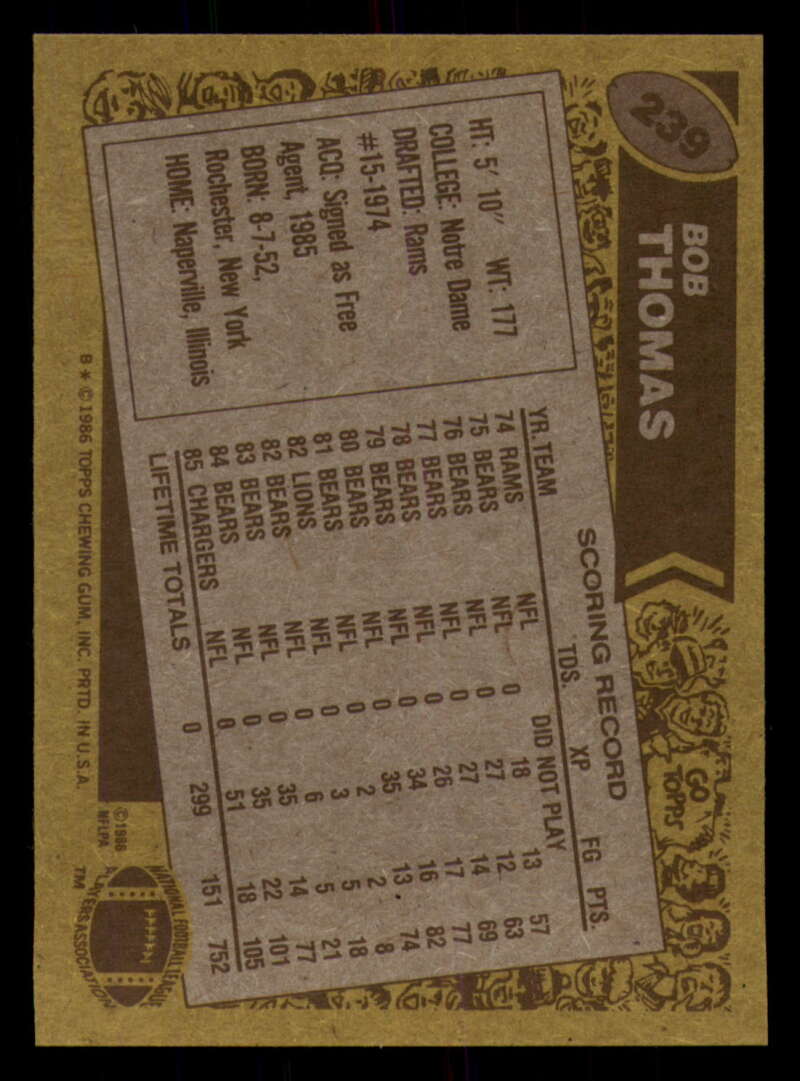 239
BOB
THOMAS
HT: 5' 10" WT: 177
COLLEGE: Notre Dame
DRAFTED: Rams
#15-1974
ACQ: Signed as Free
Agent, 1985
BORN: 8-7-52,
Rochester, New York
HOME: Naperville, Illinois
SCORING RECORD
YR. TEAM TDS. XP FG PTS.
74 RAMS NFL DID NOT PLAY
75 BEARS NFL 0 18 13 57
76 BEARS NFL 0 27 12 63
77 BEARS NFL 0 27 14 69
78 BEARS NFL 0 26 17 77
79 BEARS NFL 0 34 16 82
80 BEARS NFL 0 35 13 74
81 BEARS NFL 0 2 2 8
82 LIONS NFL 0 3 5 18
82 BEARS NFL 0 6 5 21
83 BEARS NFL 0 35 14 77
84 BEARS NFL 0 35 22 101
85 CHARGERS NFL 0 51 18 105
LIFETIME TOTALS 0 299 151 752
GO
TOPPS
B * © 1986 TOPPS CHEWING GUM, INC. PRTD. IN U.S.A.
© 1986
NFLPA
NATIONAL FOOTBALL LEAGUE
PLAYERS ASSOCIATION
TM